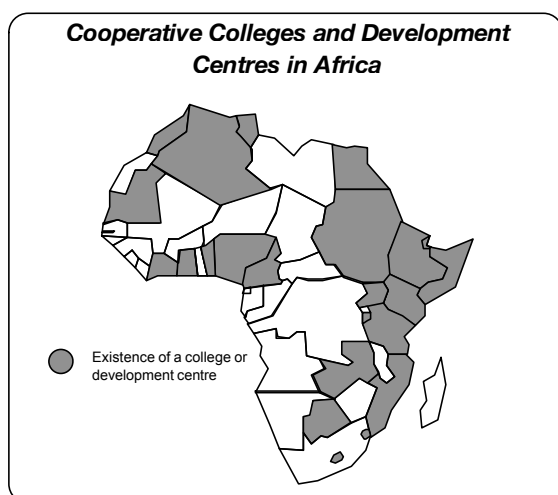 Cooperative Colleges and Development
Centres in Africa
Existence of a college or
development centre